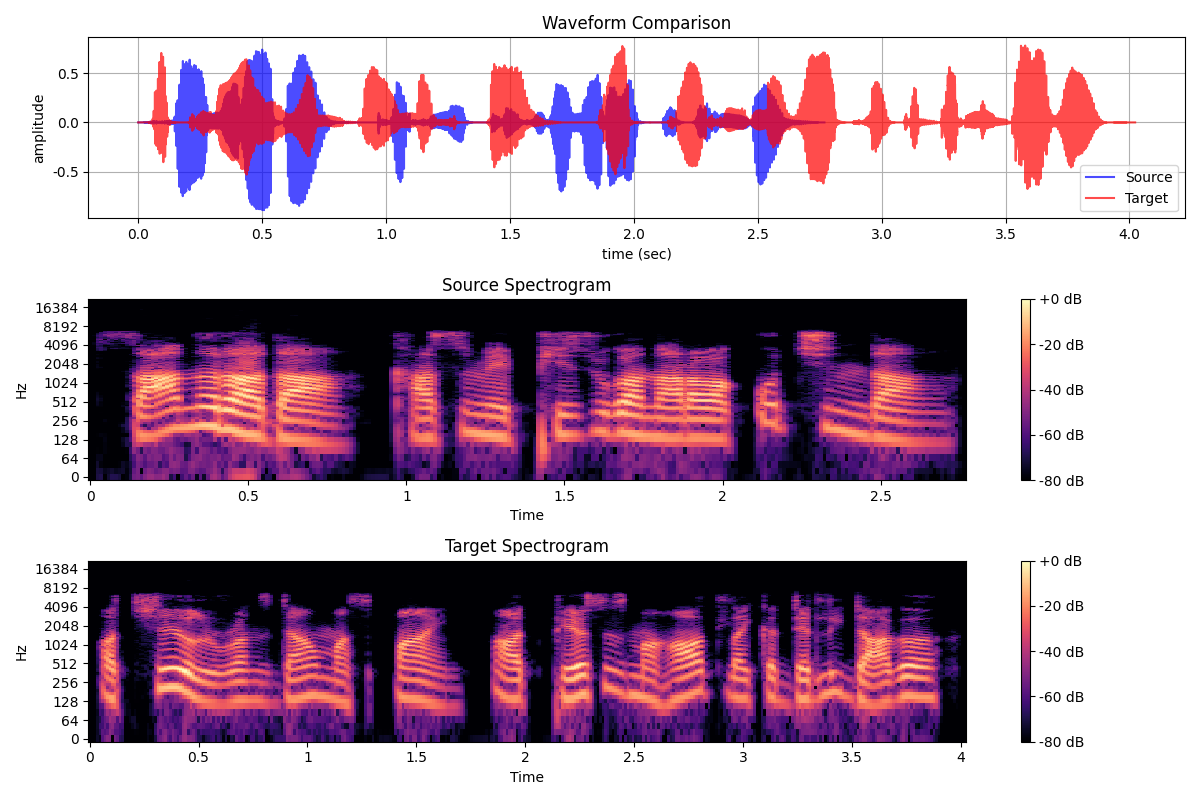 Waveform Comparison
amplitude
0.5
0.0
-0.5
Source
Target
0.0 0.5 1.0 1.5 2.0 2.5 3.0 3.5 4.0
time (sec)
Source Spectrogram
Hz
16384
8192
4096
2048
1024
512
256
128
64
0
0 0.5 1 1.5 2 2.5
Time
+0 dB
-20 dB
-40 dB
-60 dB
-80 dB
Target Spectrogram
Hz
16384
8192
4096
2048
1024
512
256
128
64
0
0 0.5 1 1.5 2 2.5 3 3.5 4
Time
+0 dB
-20 dB
-40 dB
-60 dB
-80 dB